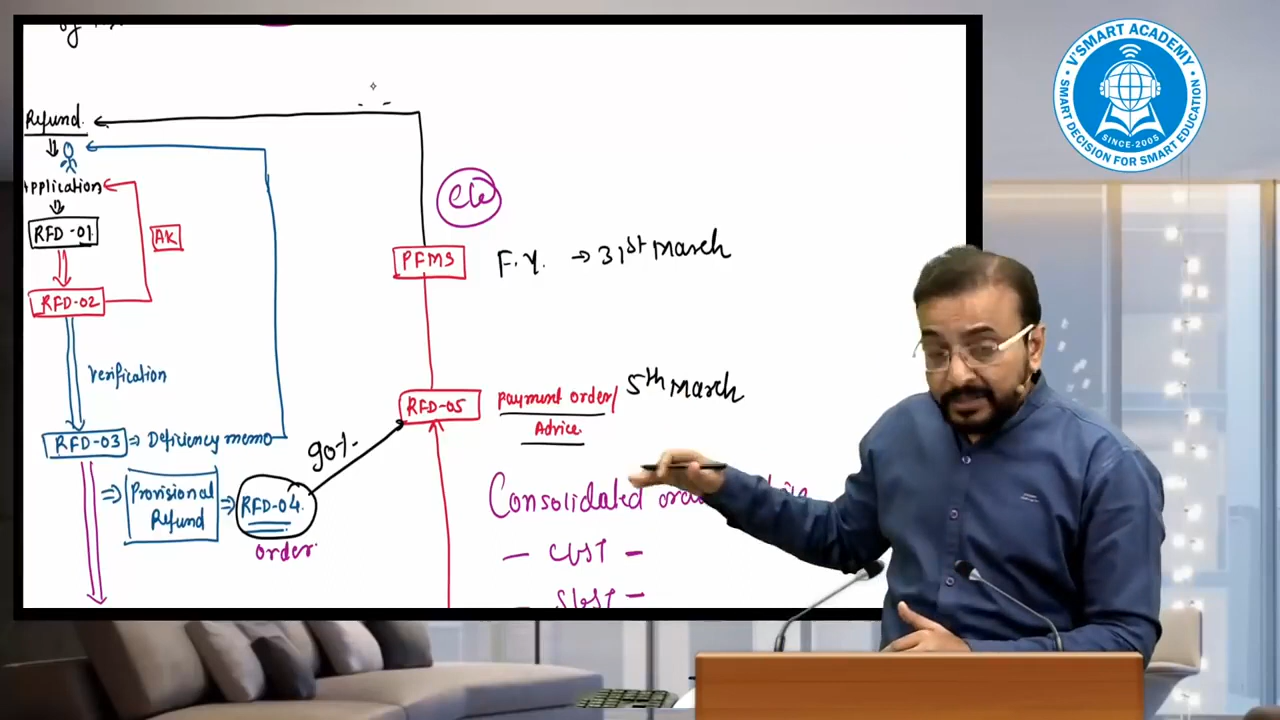 Refund
Application
RFD-01
AK
RFD-02
verification
RFD-03 ⇒ Deficiency memo
⇒ Provisional Refund ⇒ RFD-04
order
90%
PFMS
F.Y. → 31st March
RFD-05
Payment order/
Advice
5th March
Consolidated
- CGST -
SGST -
V'SMART ACADEMY
SMART DECISION FOR SMART EDUCATION
SINCE-2005